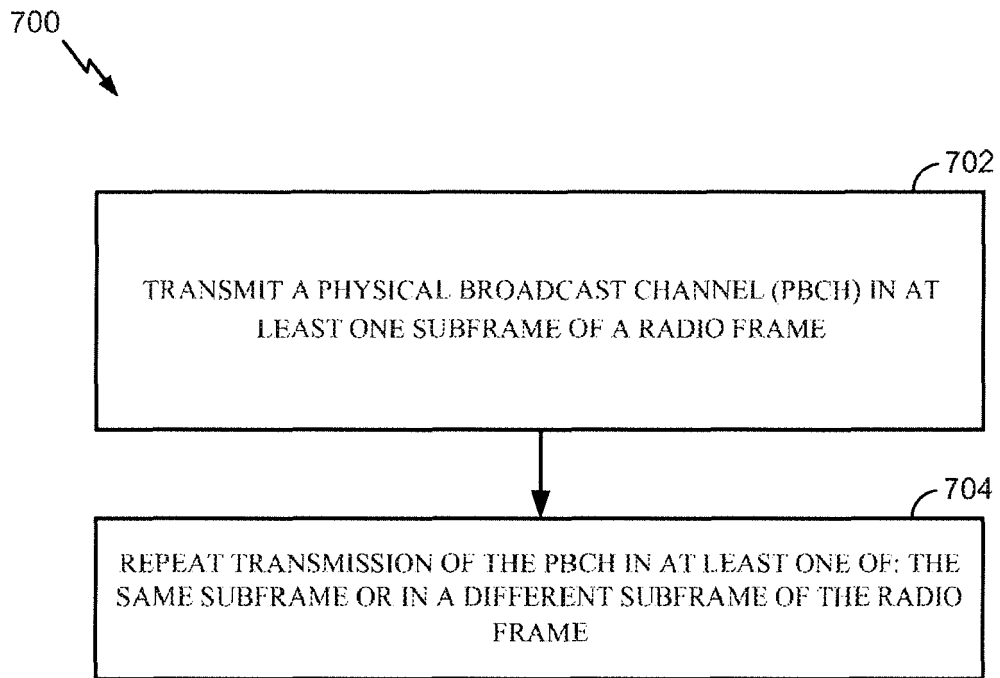 700
702
TRANSMIT A PHYSICAL BROADCAST CHANNEL (PBCH) IN AT
LEAST ONE SUBFRAME OF A RADIO FRAME
704
REPEAT TRANSMISSION OF THE PBCH IN AT LEAST ONE OF: THE
SAME SUBFRAME OR IN A DIFFERENT SUBFRAME OF THE RADIO
FRAME